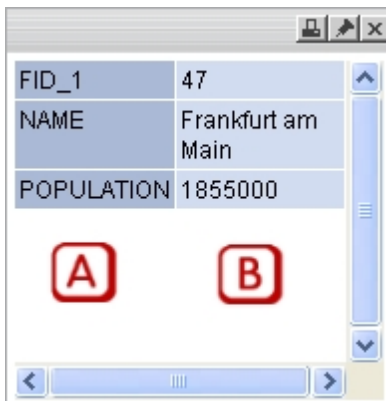 FID_1 47
NAME Frankfurt am
Main
POPULATION 1855000
A B